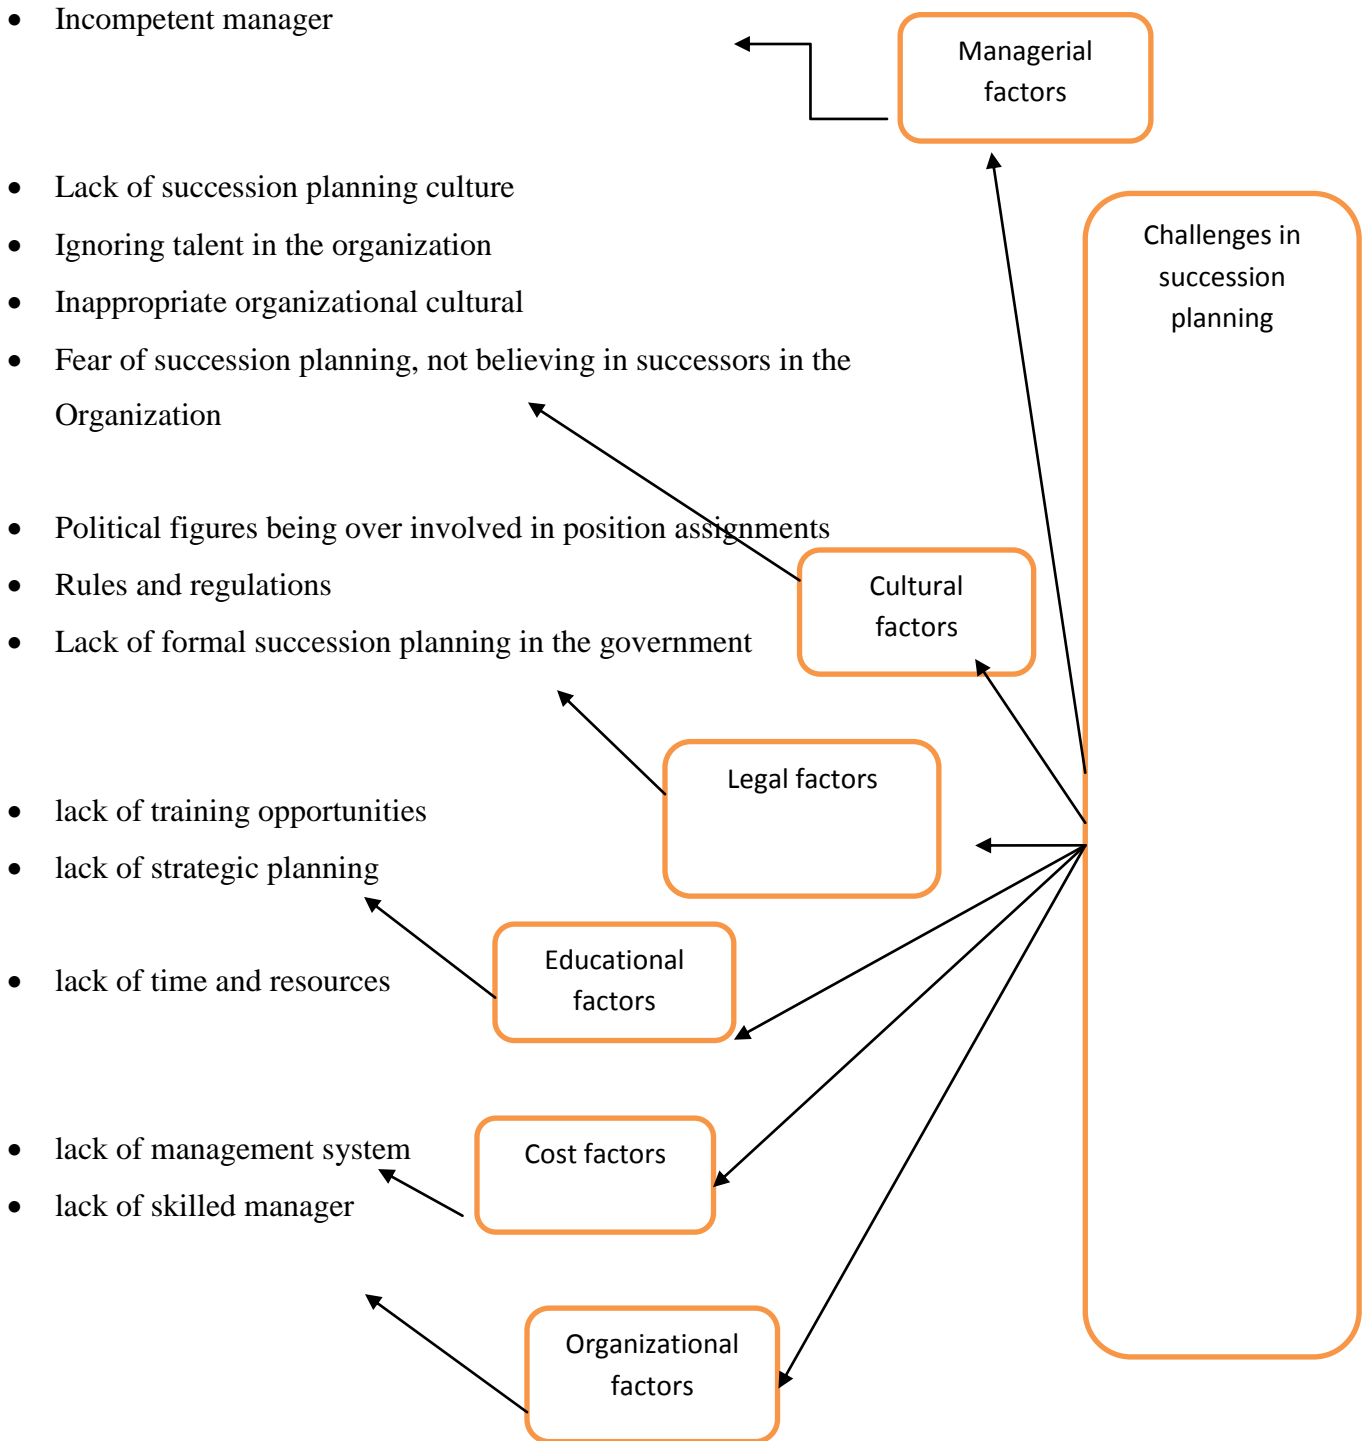 • Incompetent manager
Managerial
factors
• Lack of succession planning culture
• Ignoring talent in the organization
• Inappropriate organizational cultural
• Fear of succession planning, not believing in successors in the
Organization
Challenges in
succession
planning
• Political figures being over involved in position assignments
• Rules and regulations
• Lack of formal succession planning in the government
Cultural
factors
Legal factors
• lack of training opportunities
• lack of strategic planning
Educational
factors
• lack of time and resources
Cost factors
• lack of management system
• lack of skilled manager
Organizational
factors